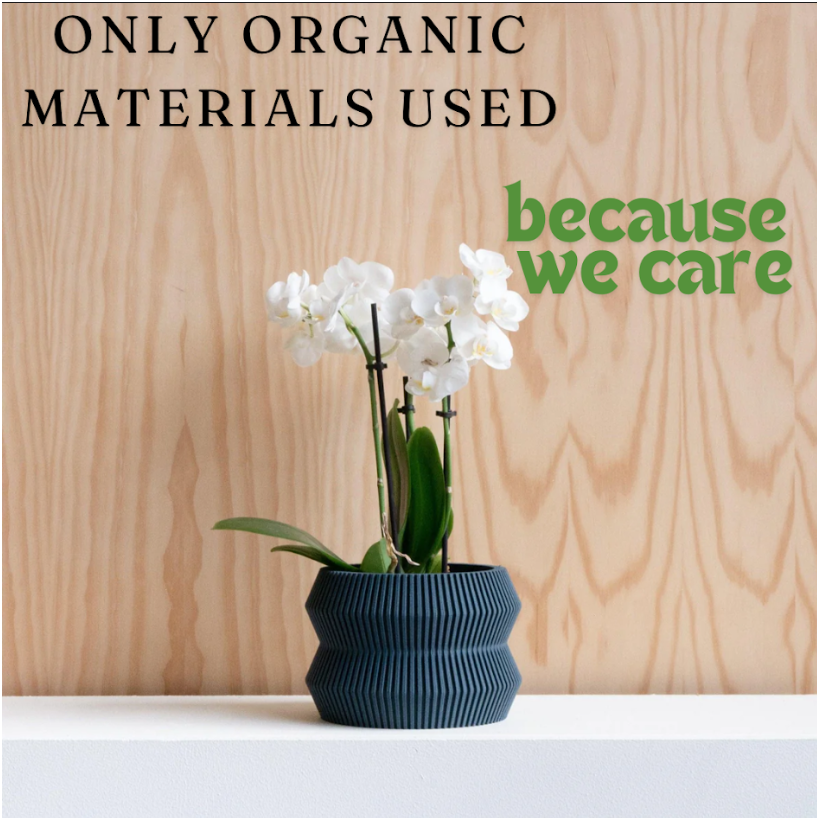 ONLY ORGANIC
MATERIALS USED
because
we care